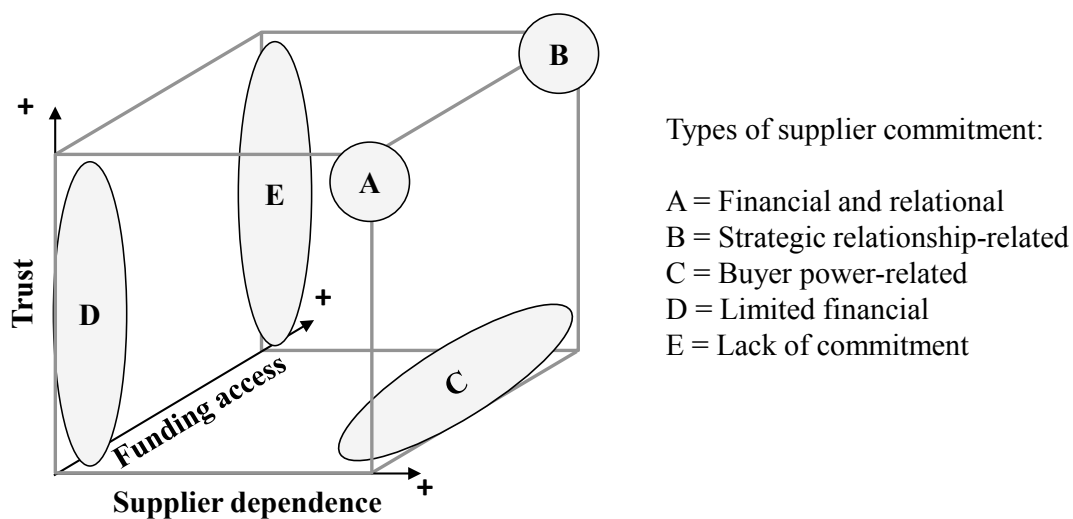 B
+
Types of supplier commitment:
A
E
A = Financial and relational
B = Strategic relationship-related
C = Buyer power-related
D = Limited financial
E = Lack of commitment
Trust
D
+
C
Funding access
Supplier dependence
+